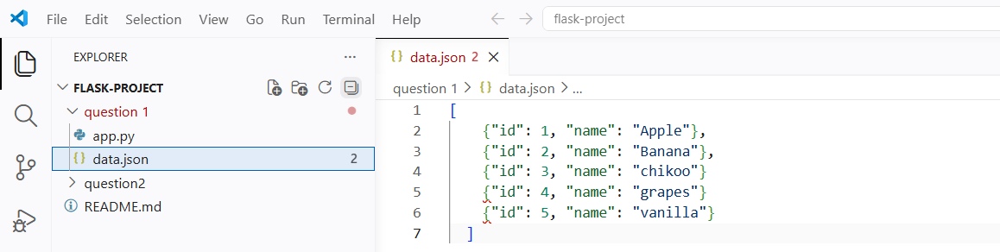 File Edit Selection View Go Run Terminal Help flask-project
EXPLORER
FLASK-PROJECT
question 1
app.py
data.json 2
question2
README.md
data.json 2
question 1 > data.json > ...
1 [
2 {"id": 1, "name": "Apple"},
3 {"id": 2, "name": "Banana"},
4 {"id": 3, "name": "chikoo"}
5 {"id": 4, "name": "grapes"}
6 {"id": 5, "name": "vanilla"}
7 ]